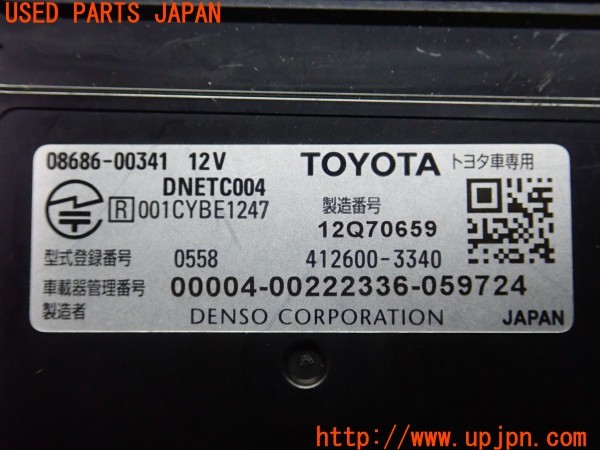 USED PARTS JAPAN
08686-00341 12V TOYOTA トヨタ車専用
DNETC004
R 001CYBE1247 製造番号
12Q70659
型式登録番号 0558 412600-3340
車載器管理番号 00004-00222336-059724
製造者 DENSO CORPORATION JAPAN
A
http://www.upjpn.com